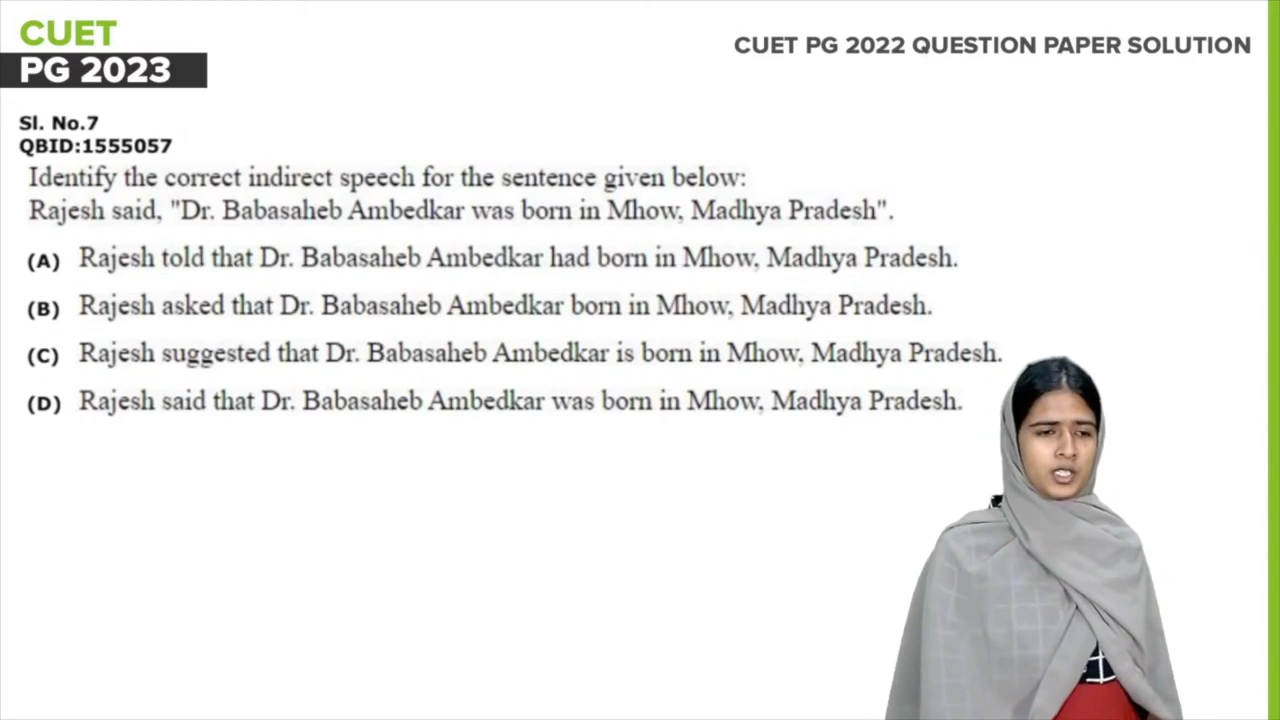 CUET
PG 2023
CUET PG 2022 QUESTION PAPER SOLUTION
Sl. No.7
QBID:1555057
Identify the correct indirect speech for the sentence given below:
Rajesh said, "Dr. Babasaheb Ambedkar was born in Mhow, Madhya Pradesh".
(A) Rajesh told that Dr. Babasaheb Ambedkar had born in Mhow, Madhya Pradesh.
(B) Rajesh asked that Dr. Babasaheb Ambedkar born in Mhow, Madhya Pradesh.
(C) Rajesh suggested that Dr. Babasaheb Ambedkar is born in Mhow, Madhya Pradesh.
(D) Rajesh said that Dr. Babasaheb Ambedkar was born in Mhow, Madhya Pradesh.